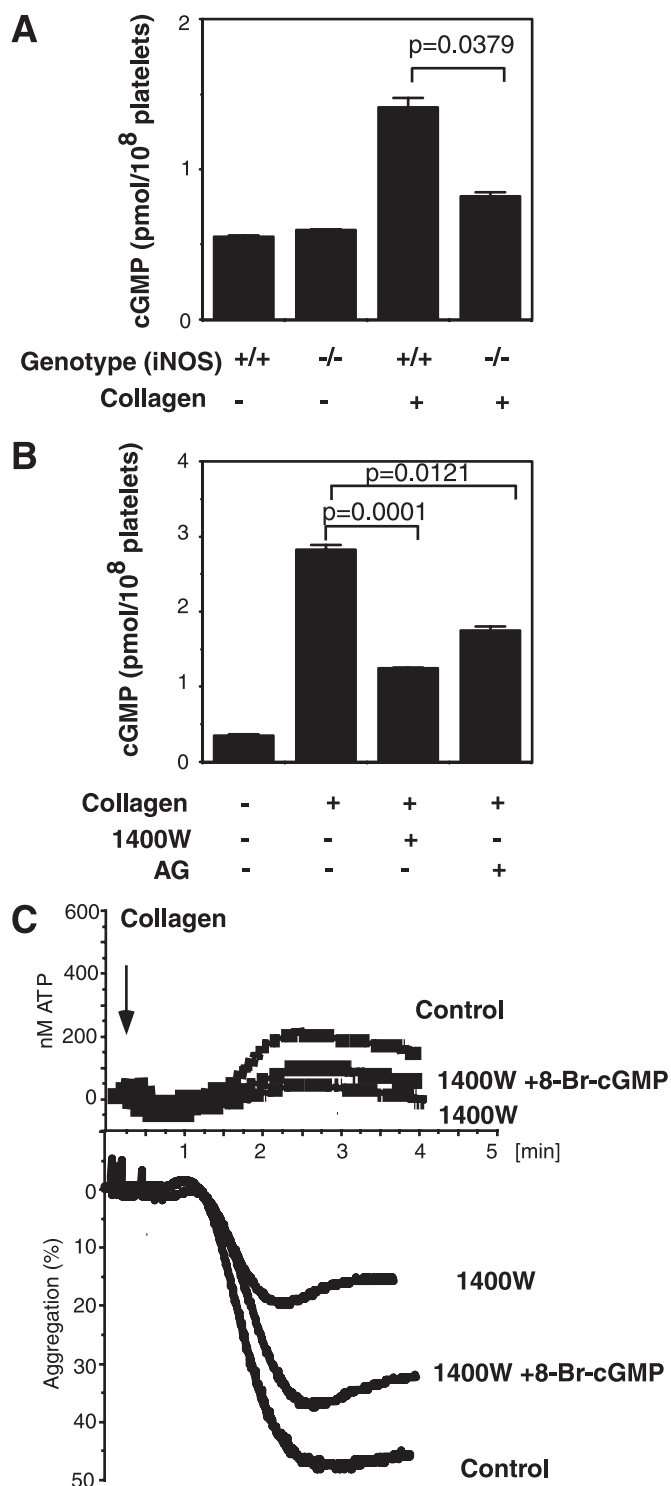 A
cGMP (pmol/10^8 platelets)
2
1
0
p=0.0379
Genotype (iNOS) +/+ -/- +/+ -/-
Collagen - - + +
B
cGMP (pmol/10^8 platelets)
4
3
2
1
0
p=0.0121
p=0.0001
Collagen - + + +
1400W - - + -
AG - - - +
C
Collagen
nM ATP
600
400
200
0
Control
1400W +8-Br-cGMP
1400W
1 2 3 4 5 [min]
Aggregation (%)
0
10
20
30
40
50
1400W
1400W +8-Br-cGMP
Control